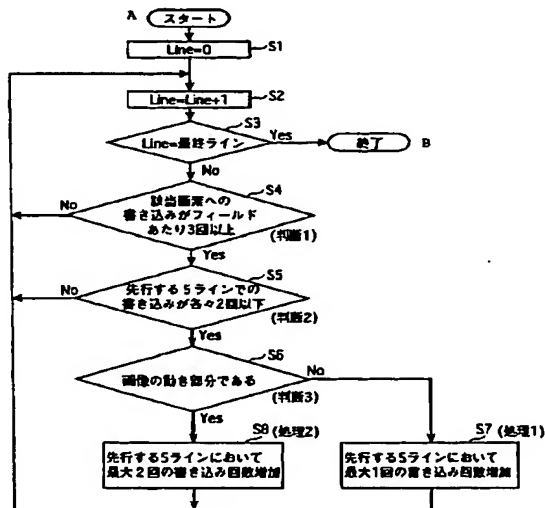 A スタート
Line=0 S1
Line=Line+1 S2
S3
Line=最終ライン Yes 終了 B
No
S4
No 該当画素への
書き込みがフィールド
あたり3回以上 (判断1)
Yes
S5
No 先行する5ラインでの
書き込みが各々2回以下
(判断2)
Yes
S6
画像の動き部分である No
(判断3)
Yes
S8 (処理2)
先行する5ラインにおいて
最大2回の書き込み回数増加
S7 (処理1)
先行する5ラインにおいて
最大1回の書き込み回数増加